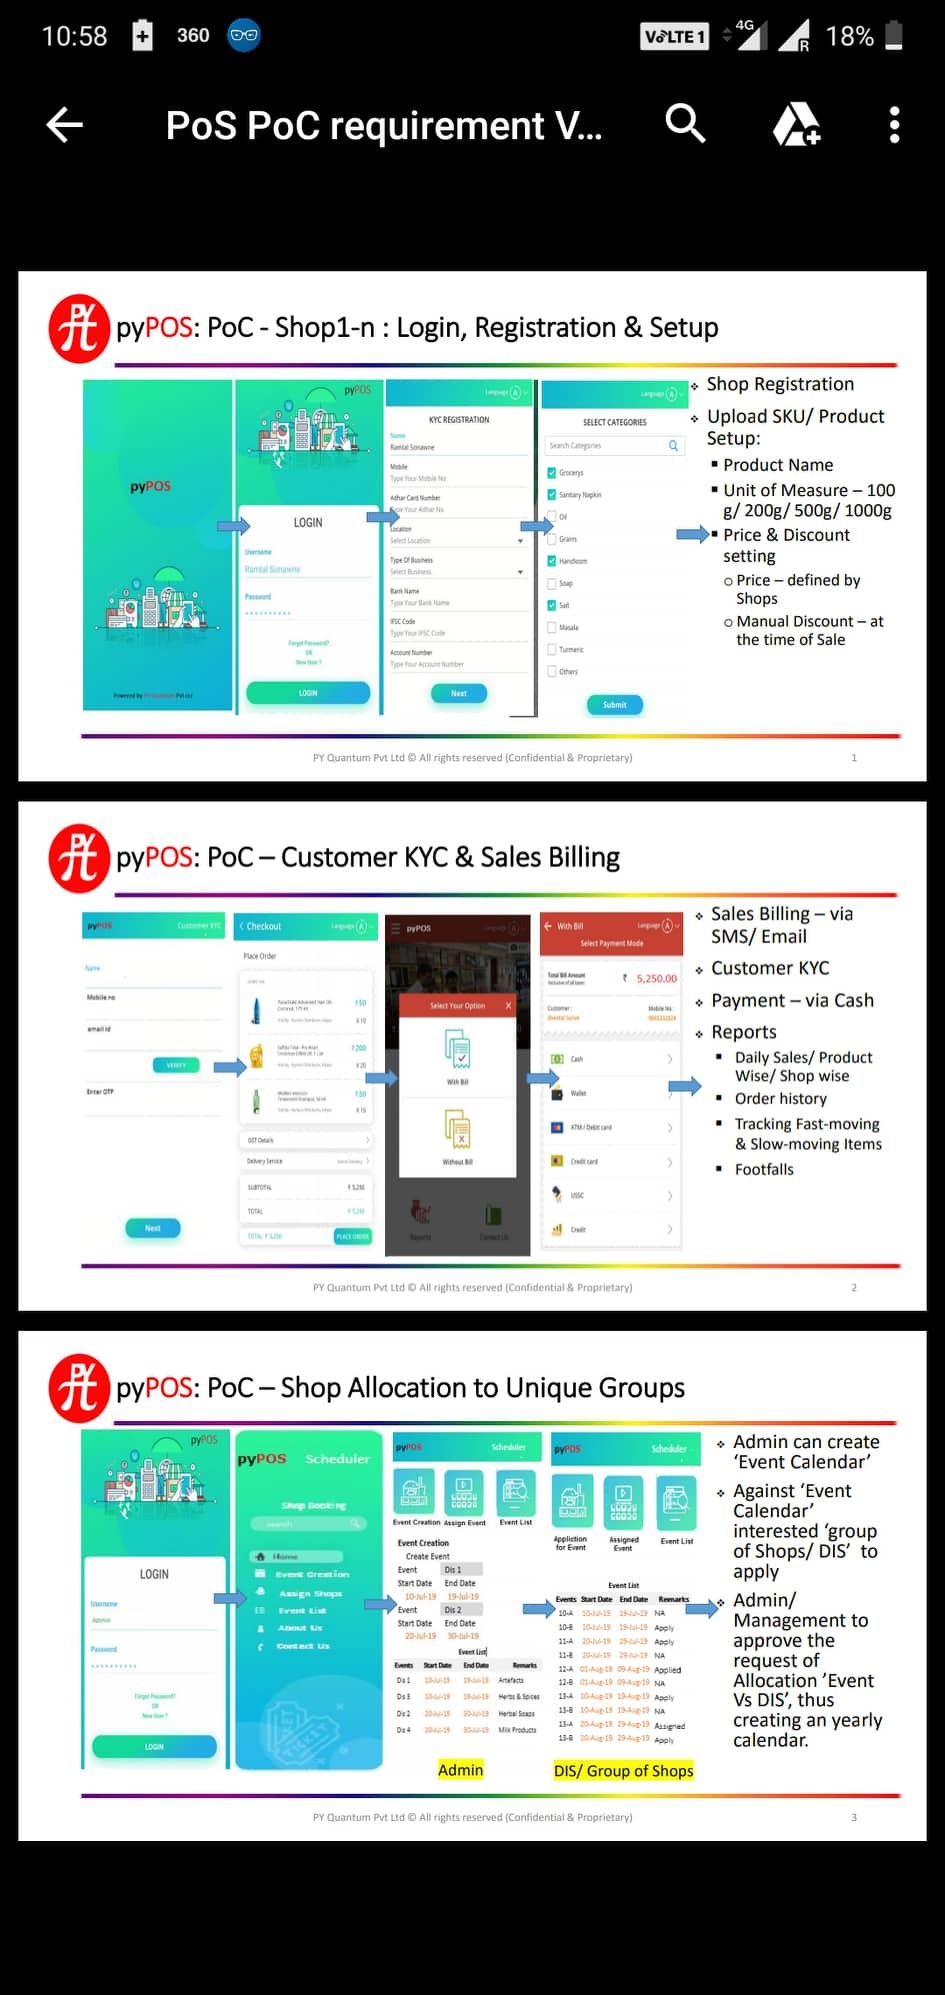 10:58
360
VoLTE 1
4G
R
18%
PoS PoC requirement V...
PY
pyPOS: PoC - Shop1-n : Login, Registration & Setup
pyPOS
Powered by
Pvt Ltd
pyPOS
LOGIN
Username
Ramlal Sonawne
Password
Forgot Password?
OR
New User ?
LOGIN
Language A
KYC REGISTRATION
Name
Ramlal Sonawne
Mobile
Type Your Mobile No
Adhar Card Number
Type Your Adhar No
Location
Select Location
Type Of Business
Select Business
Bank Name
Type Your Bank Name
IFSC Code
Type Your IFSC Code
Account Number
Type Your Account Number
Next
Language A
SELECT CATEGORIES
Search Categories
Grocerys
Sanitary Napkin
Oil
Grains
Handloom
Soap
Salt
Masala
Turmeric
Others
Submit
❖ Shop Registration
❖ Upload SKU/ Product
Setup:
▪ Product Name
▪ Unit of Measure – 100
g/ 200g/ 500g/ 1000g
▪ Price & Discount
setting
o Price – defined by
Shops
o Manual Discount – at
the time of Sale
PY Quantum Pvt Ltd © All rights reserved (Confidential & Proprietary)
1
PY
pyPOS: PoC – Customer KYC & Sales Billing
pyPOS
Customer KYC
Name
Mobile no
email id
VERIFY
Enter OTP
Next
Checkout
Language A
Place Order
₹50
X 10
₹200
X 20
₹50
X 15
GST Details
Delivery Service
SUBTOTAL
₹ 5,250
TOTAL
₹ 5,250
TOTAL ₹ 5,250
PLACE ORDER
pyPOS
Language A
Select Your Option X
With Bill
Without Bill
Reports
Contact Us
With Bill
Language A
Select Payment Mode
Total Bill Amount
Inclusive of all taxes
₹ 5,250.00
Customer :
Mobile No :
Cash
Wallet
ATM / Debit card
Credit card
USSC
Credit
❖ Sales Billing – via
SMS/ Email
❖ Customer KYC
❖ Payment – via Cash
❖ Reports
▪ Daily Sales/ Product
Wise/ Shop wise
▪ Order history
▪ Tracking Fast-moving
& Slow-moving Items
▪ Footfalls
PY Quantum Pvt Ltd © All rights reserved (Confidential & Proprietary)
2
PY
pyPOS: PoC – Shop Allocation to Unique Groups
pyPOS
LOGIN
Username
Admin
Password
Forgot Password?
OR
New User ?
LOGIN
pyPOS Scheduler
Shop Booking
Search
Home
Event Creation
Assign Shops
Event List
About Us
Contact Us
pyPOS
Scheduler
Event Creation Assign Event Event List
Event Creation
Create Event
Event Dis 1
Start Date End Date
10-Jul-19 19-Jul-19
Event Dis 2
Start Date End Date
20-Jul-19 30-Jul-19
Event List
Events Start Date End Date Remarks
Dis 1 10-Jul-19 19-Jul-19 Artefacts
Dis 3 10-Jul-19 19-Jul-19 Herbs & Spices
Dis 2 20-Jul-19 30-Jul-19 Herbal Soaps
Dis 4 20-Jul-19 30-Jul-19 Milk Products
Admin
pyPOS
Scheduler
Appliction
for Event
Assigned
Event
Event List
Event List
Events Start Date End Date Remarks
10-A 10-Jul-19 19-Jul-19 NA
10-B 10-Jul-19 19-Jul-19 Apply
11-A 20-Jul-19 29-Jul-19 Apply
11-B 20-Jul-19 29-Jul-19 NA
12-A 01-Aug-19 09-Aug-19 Applied
12-B 01-Aug-19 09-Aug-19 NA
13-A 10-Aug-19 19-Aug-19 Apply
13-B 10-Aug-19 19-Aug-19 NA
13-A 20-Aug-19 29-Aug-19 Assigned
13-B 20-Aug-19 29-Aug-19 Apply
DIS/ Group of Shops
❖ Admin can create
‘Event Calendar’
❖ Against ‘Event
Calendar’
interested ‘group
of Shops/ DIS’ to
apply
❖ Admin/
Management to
approve the
request of
Allocation ’Event
Vs DIS’, thus
creating an yearly
calendar.
PY Quantum Pvt Ltd © All rights reserved (Confidential & Proprietary)
3